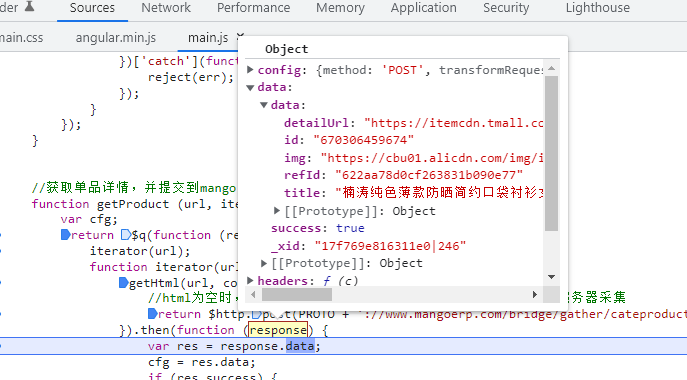 Sources Network Performance Memory Application Security Lighthouse
main.css angular.min.js main.js
})['catch'](func
reject(err);
});
}
});
}
//获取单品详情，并提交到mango
function getProduct (url, ite
var cfg;
return $q(function (re
iterator(url);
function iterator(url
getHtml(url, co
//html为空时，
服务器采集
return $http.post(PROTO + '://www.mangoerp.com/bridge/gather/cateproduct
}).then(function (response) {
var res = response.data;
cfg = res.data;
if (res.success) {
Object
config: {method: 'POST', transformReque
data:
data:
detailUrl: "https://itemcdn.tmall.co
id: "670306459674"
img: "https://cbu01.alicdn.com/img/i
refId: "622aa78d0cf263831b090e77"
title: "楠涛纯色薄款防晒简约口袋衬衫女
[[Prototype]]: Object
success: true
_xid: "17f769e816311e0|246"
[[Prototype]]: Object
headers: ƒ (c)